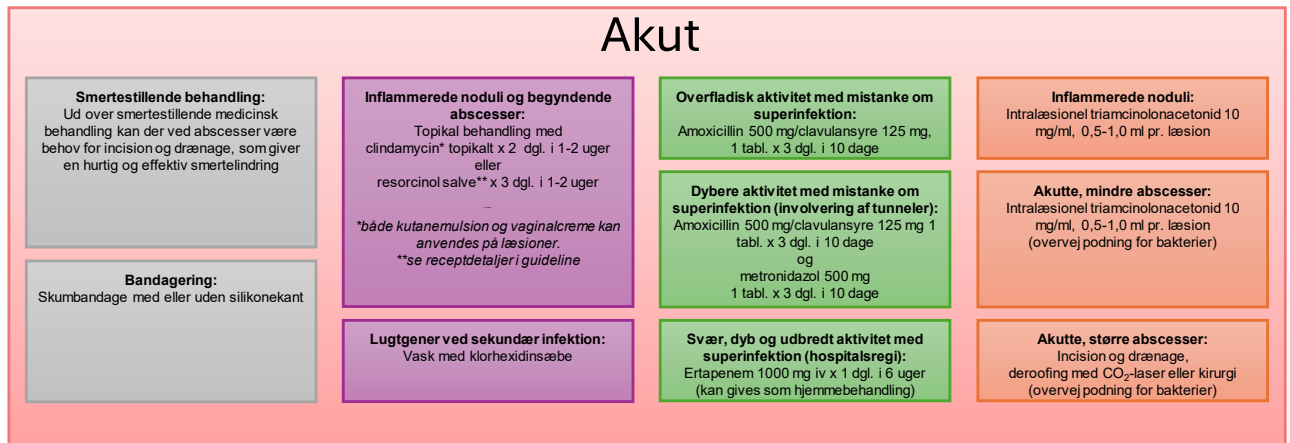 Akut
Smertestillende behandling:
Ud over smertestillende medicinsk
behandling kan der ved abscesser være
behov for incision og drænage, som giver
en hurtig og effektiv smertelindring
Bandagering:
Skumbandage med eller uden silikonekant
Inflammerede noduli og begyndende
abscesser:
Topikal behandling med
clindamycin* topikalt x 2 dgl. i 1-2 uger
eller
resorcinol salve** x 3 dgl. i 1-2 uger
...
*både kutanemulsion og vaginalcreme kan
anvendes på læsioner.
**se receptdetaljer i guideline
Lugtgener ved sekundær infektion:
Vask med klorhexidinsæbe
Overfladisk aktivitet med mistanke om
superinfektion:
Amoxicillin 500 mg/clavulansyre 125 mg,
1 tabl. x 3 dgl. i 10 dage
Dybere aktivitet med mistanke om
superinfektion (involvering af tunneler):
Amoxicillin 500 mg/clavulansyre 125 mg 1
tabl. x 3 dgl. i 10 dage
og
metronidazol 500 mg
1 tabl. x 3 dgl. i 10 dage
Svær, dyb og udbredt aktivitet med
superinfektion (hospitalsregi):
Ertapenem 1000 mg iv x 1 dgl. i 6 uger
(kan gives som hjemmebehandling)
Inflammerede noduli:
Intralæsionel triamcinolonacetonid 10
mg/ml, 0,5-1,0 ml pr. læsion
Akutte, mindre abscesser:
Intralæsionel triamcinolonacetonid 10
mg/ml, 0,5-1,0 ml pr. læsion
(overvej podning for bakterier)
Akutte, større abscesser:
Incision og drænage,
deroofing med CO₂-laser eller kirurgi
(overvej podning for bakterier)